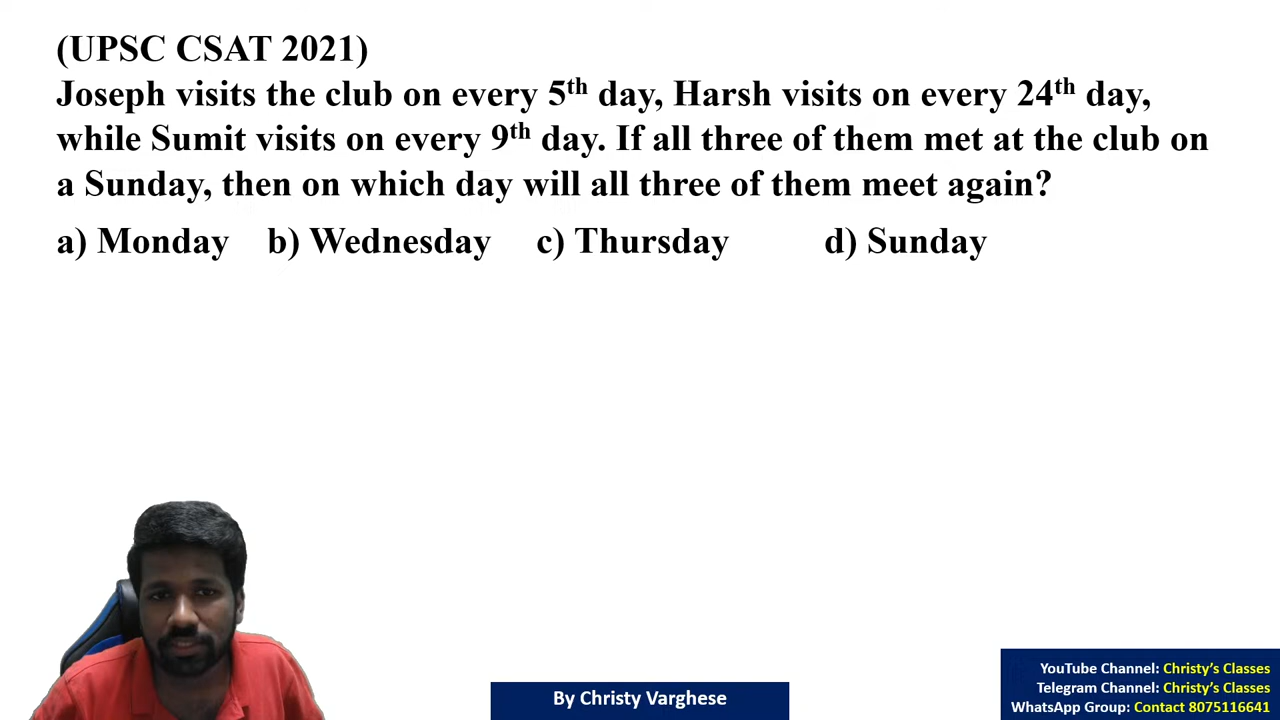 (UPSC CSAT 2021)
Joseph visits the club on every 5th day, Harsh visits on every 24th day,
while Sumit visits on every 9th day. If all three of them met at the club on
a Sunday, then on which day will all three of them meet again?
a) Monday b) Wednesday c) Thursday d) Sunday
By Christy Varghese
YouTube Channel: Christy's Classes
Telegram Channel: Christy's Classes
WhatsApp Group: Contact 8075116641